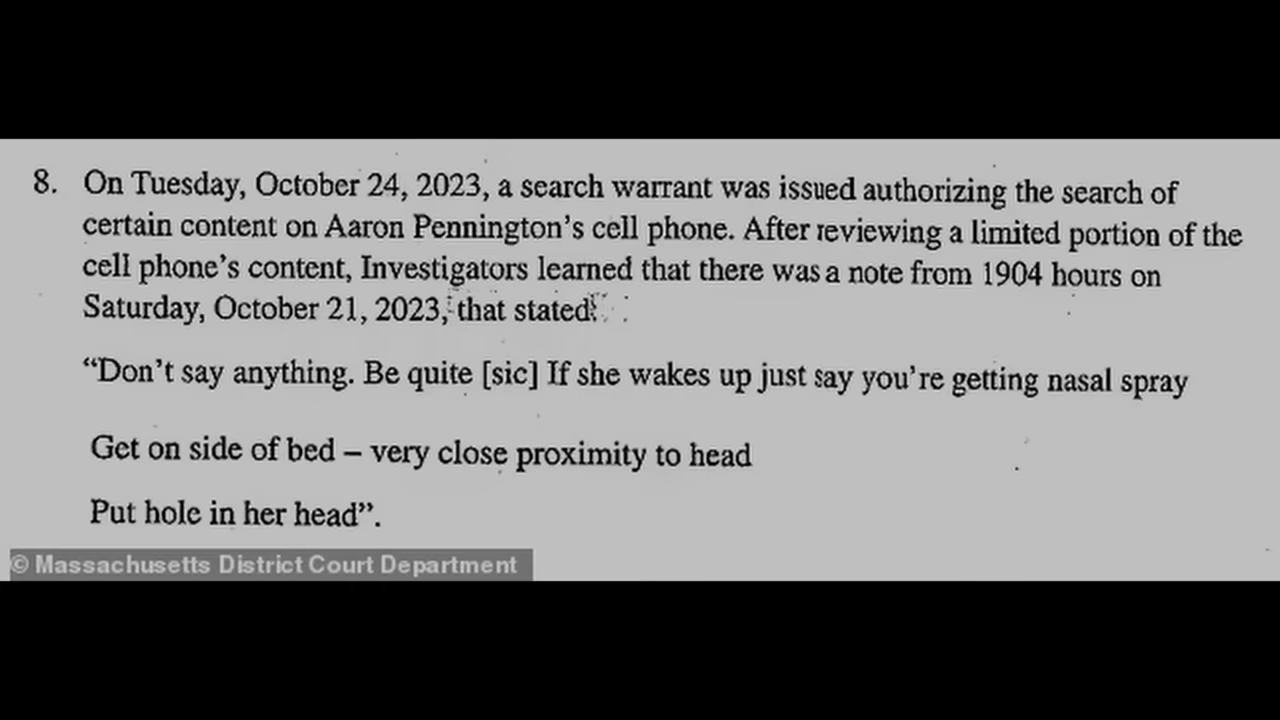 8. On Tuesday, October 24, 2023, a search warrant was issued authorizing the search of
certain content on Aaron Pennington's cell phone. After reviewing a limited portion of the
cell phone's content, Investigators learned that there was a note from 1904 hours on
Saturday, October 21, 2023, that stated:
“Don't say anything. Be quite [sic] If she wakes up just say you're getting nasal spray
Get on side of bed – very close proximity to head
Put hole in her head”.
© Massachusetts District Court Department